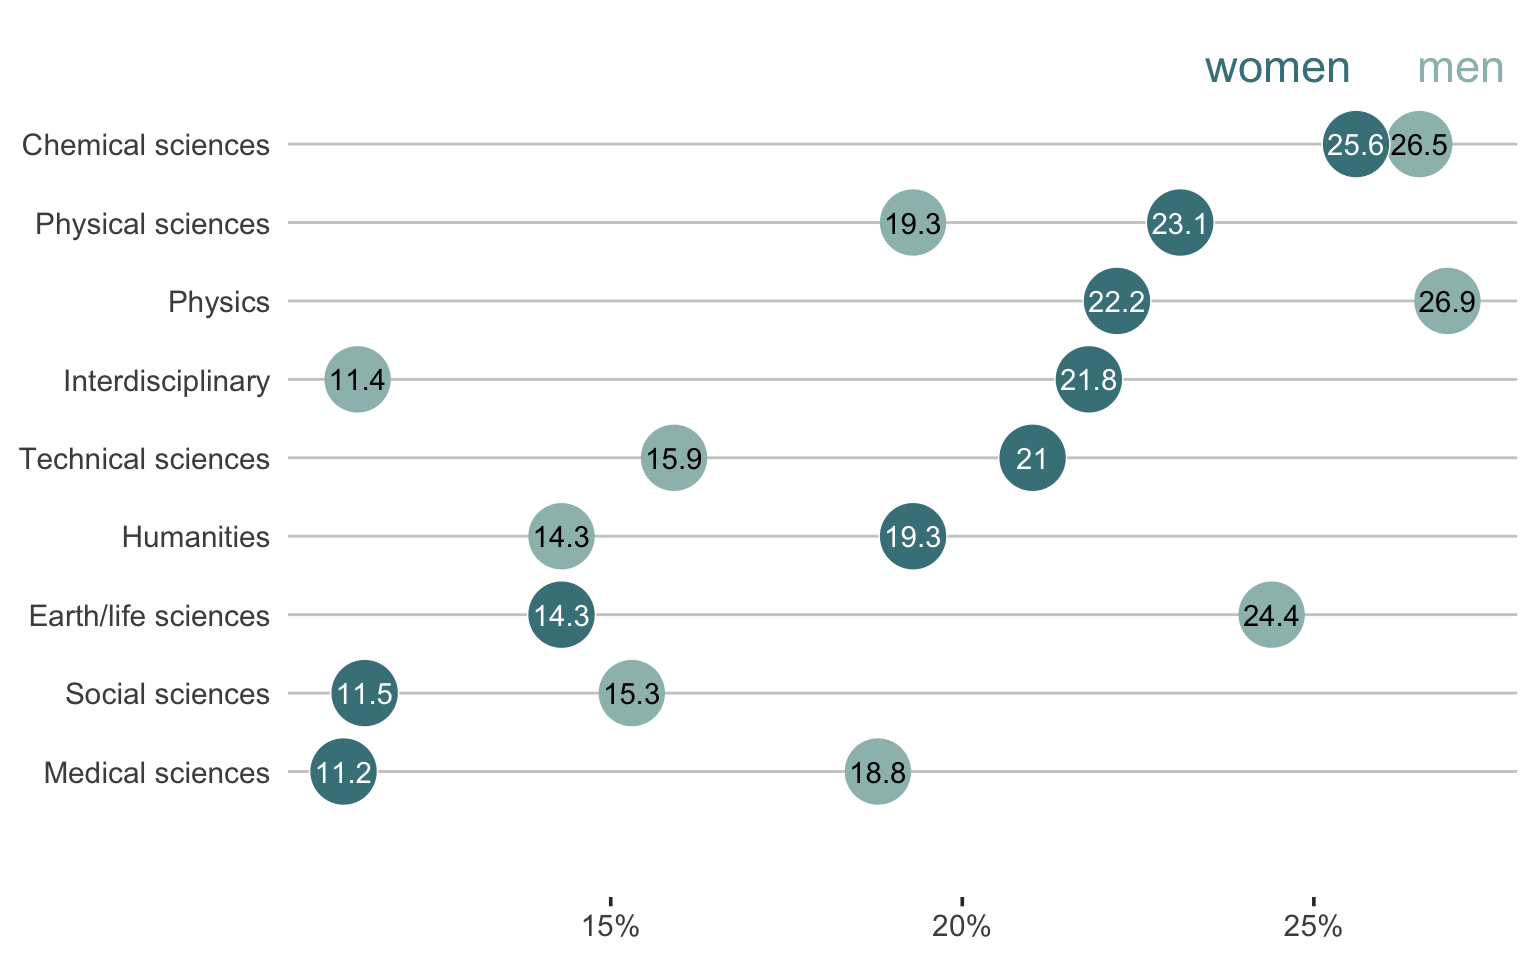 women men
Chemical sciences 25.6 26.5
Physical sciences 19.3 23.1
Physics 22.2 26.9
Interdisciplinary 11.4 21.8
Technical sciences 15.9 21
Humanities 14.3 19.3
Earth/life sciences 14.3 24.4
Social sciences 11.5 15.3
Medical sciences 11.2 18.8
15% 20% 25%